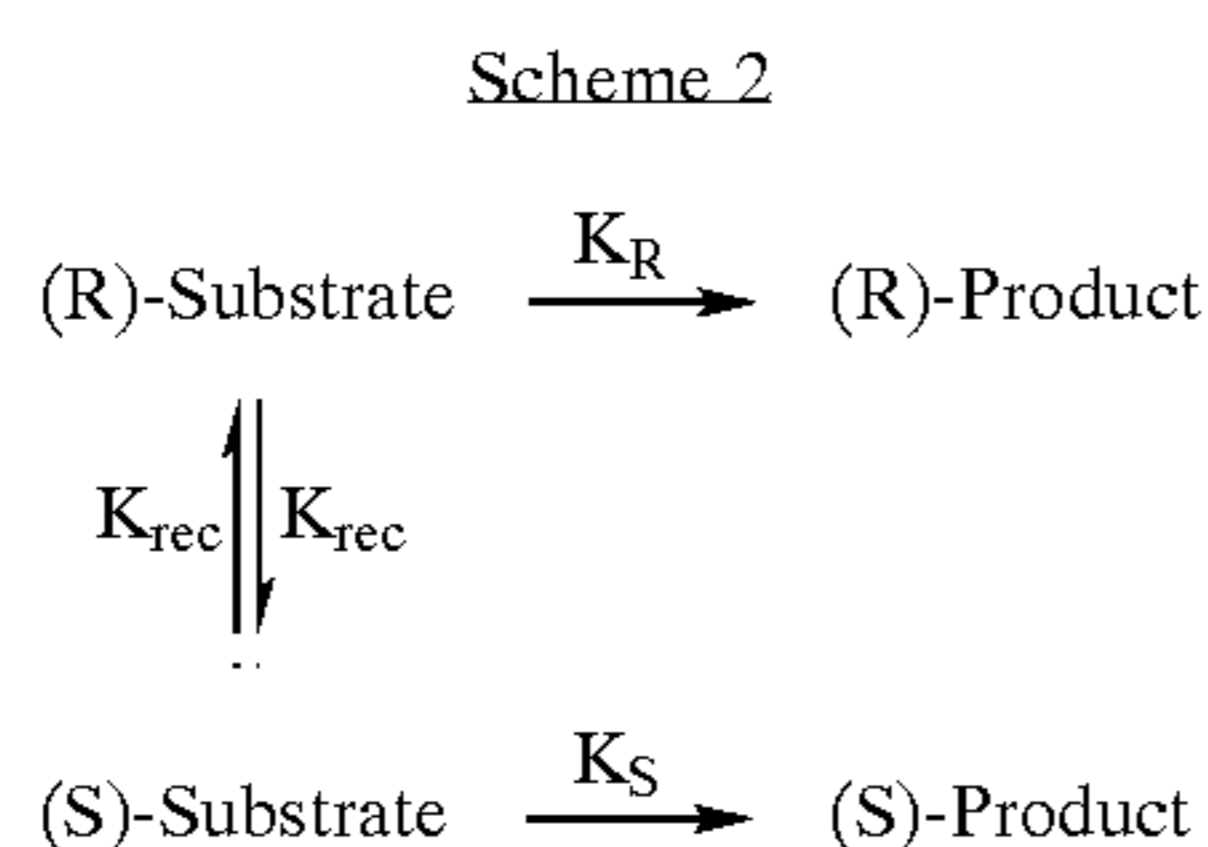 Scheme 2
K_R
(R)-Substrate (R)-Product
K_rec K_rec
K_S
(S)-Substrate (S)-Product